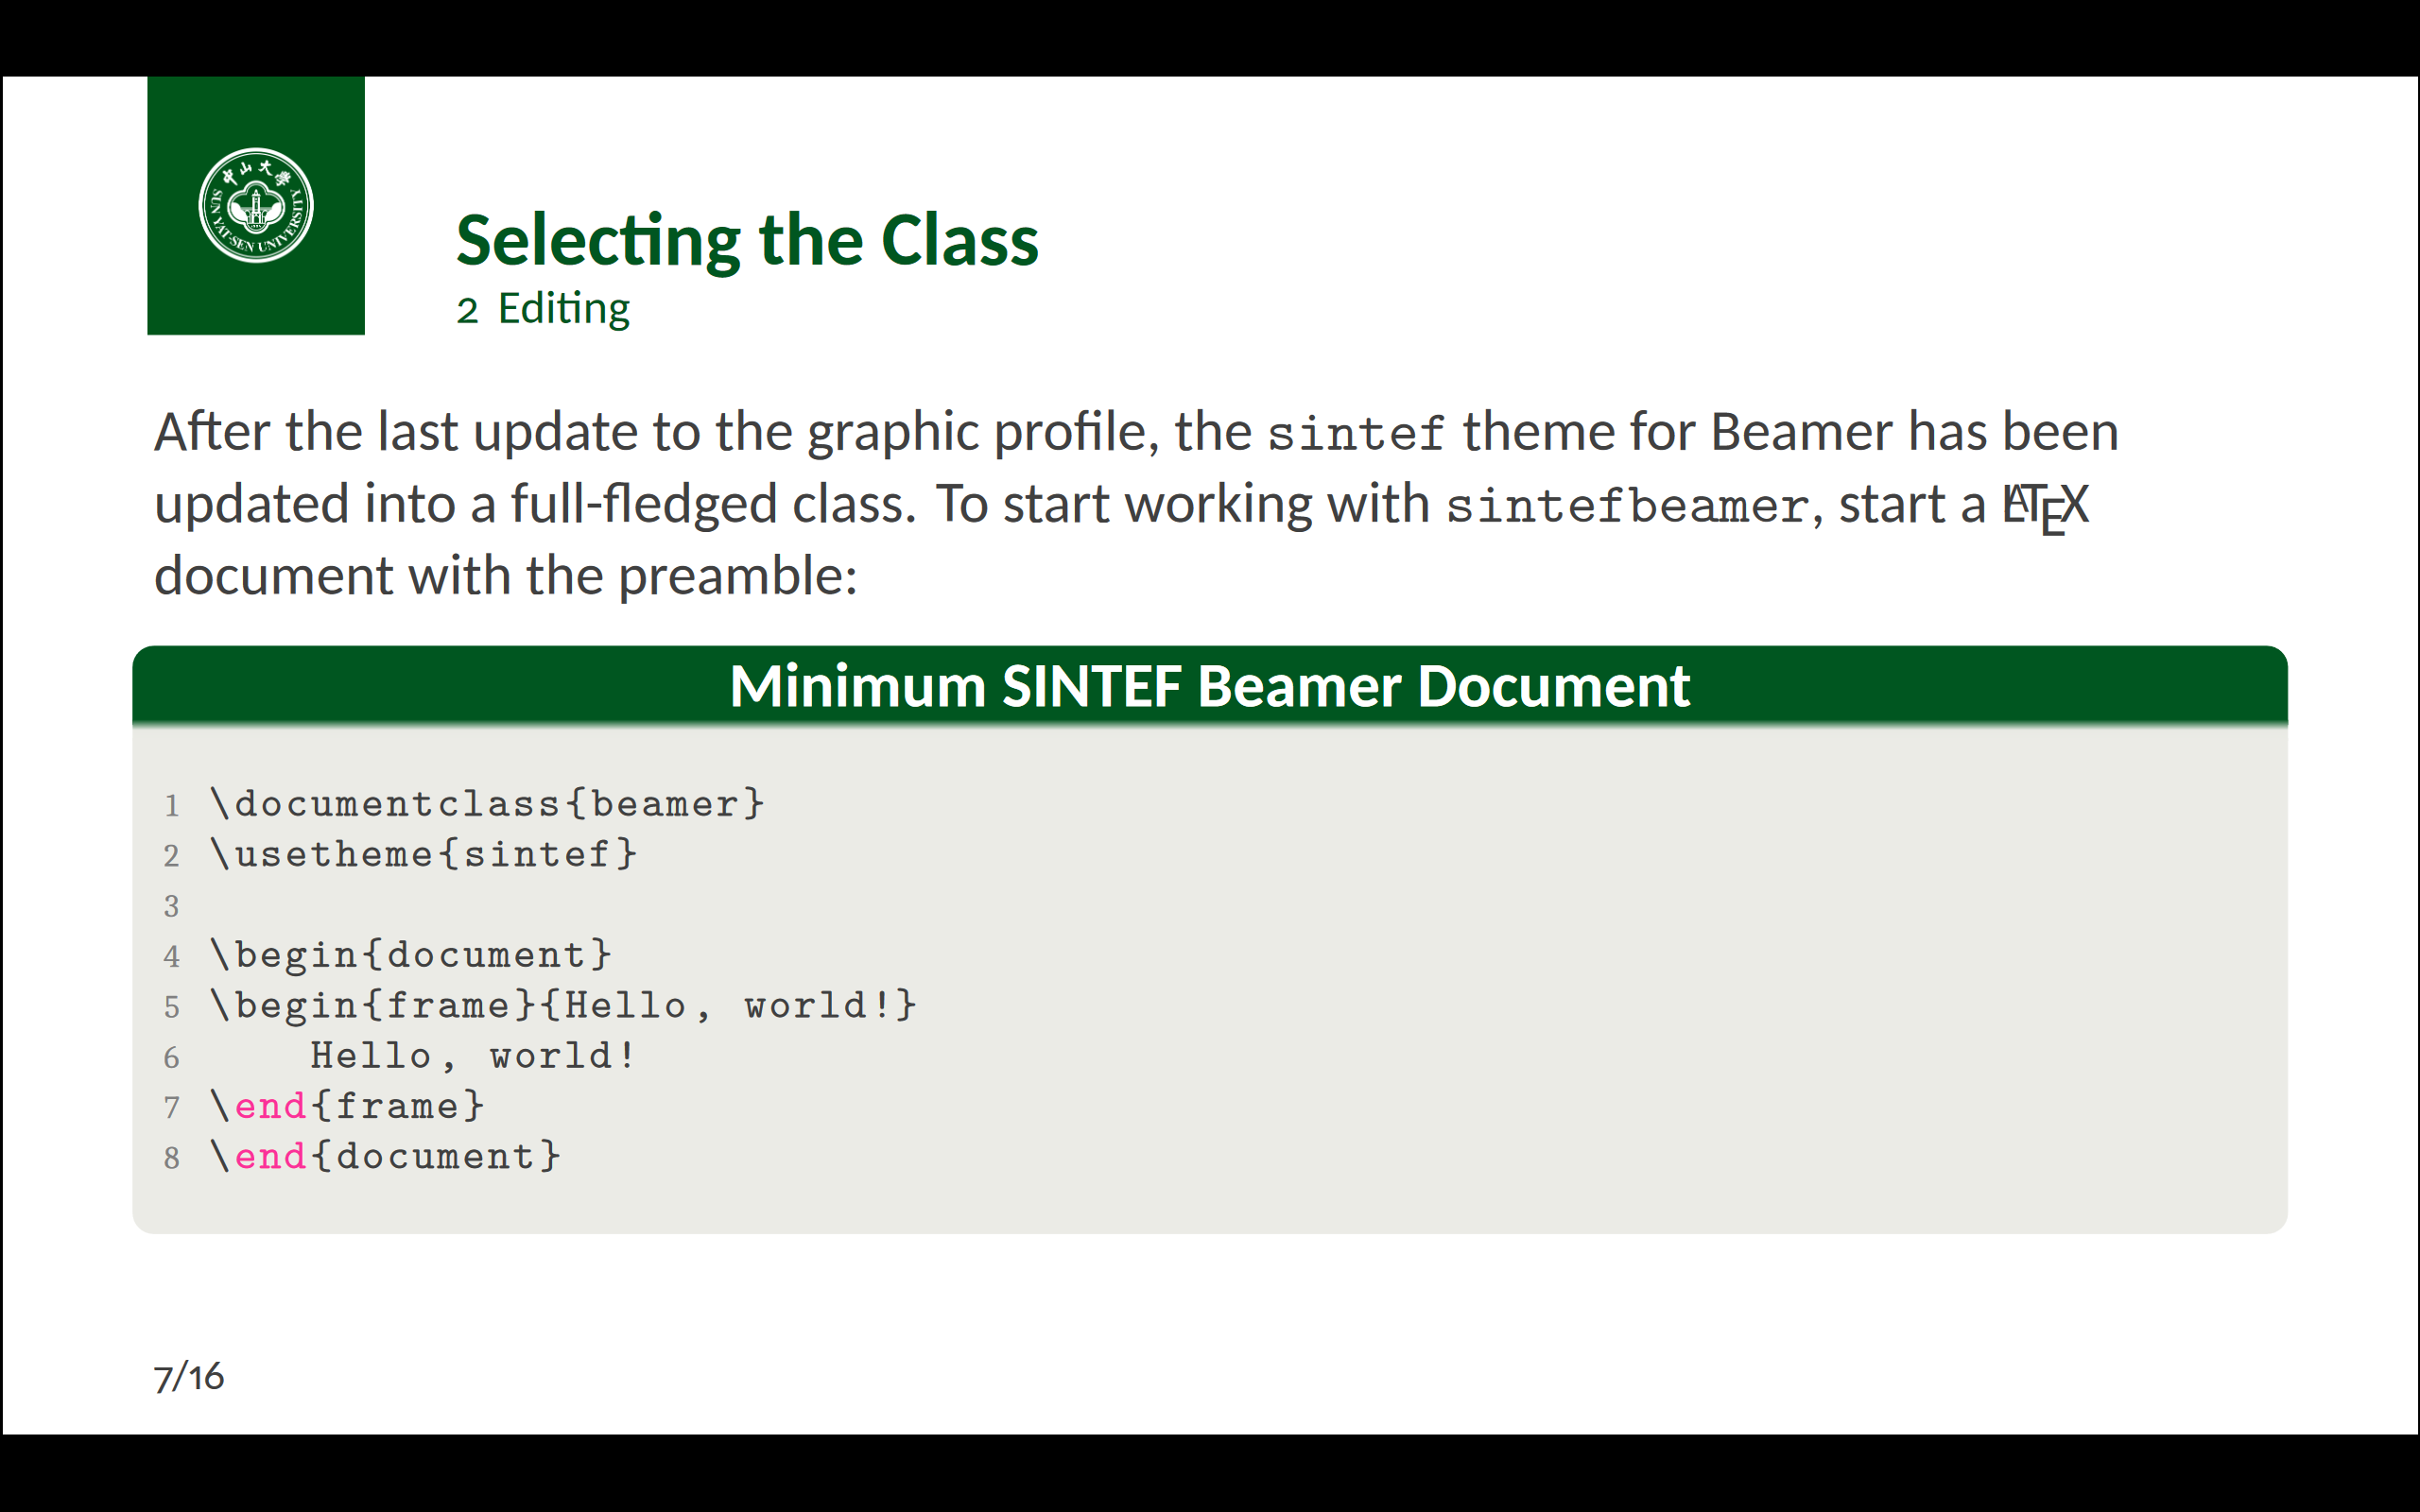 中山大學
SUN YAT-SEN UNIVERSITY
Selecting the Class
2 Editing
After the last update to the graphic profile, the sintef theme for Beamer has been
updated into a full-fledged class. To start working with sintefbeamer, start a LATEX
document with the preamble:
Minimum SINTEF Beamer Document
1 \documentclass{beamer}
2 \usetheme{sintef}
3
4 \begin{document}
5 \begin{frame}{Hello, world!}
6     Hello, world!
7 \end{frame}
8 \end{document}
7/16